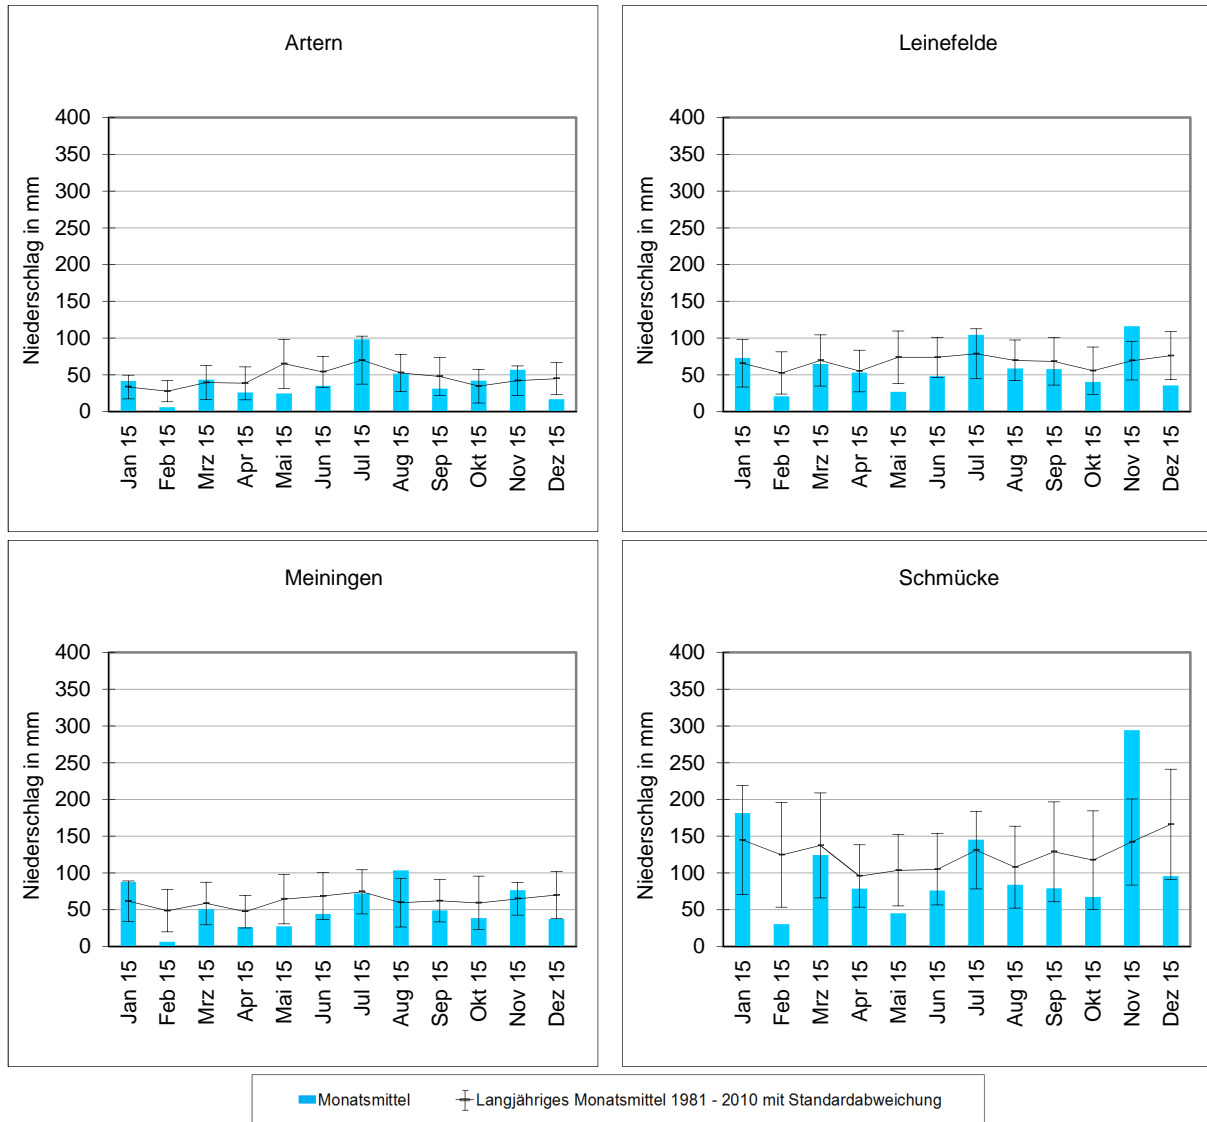 Artern
Niederschlag in mm
400
350
300
250
200
150
100
50
0
Jan 15
Feb 15
Mrz 15
Apr 15
Mai 15
Jun 15
Jul 15
Aug 15
Sep 15
Okt 15
Nov 15
Dez 15
Leinefelde
Niederschlag in mm
400
350
300
250
200
150
100
50
0
Jan 15
Feb 15
Mrz 15
Apr 15
Mai 15
Jun 15
Jul 15
Aug 15
Sep 15
Okt 15
Nov 15
Dez 15
Meiningen
Niederschlag in mm
400
350
300
250
200
150
100
50
0
Jan 15
Feb 15
Mrz 15
Apr 15
Mai 15
Jun 15
Jul 15
Aug 15
Sep 15
Okt 15
Nov 15
Dez 15
Schmücke
Niederschlag in mm
400
350
300
250
200
150
100
50
0
Jan 15
Feb 15
Mrz 15
Apr 15
Mai 15
Jun 15
Jul 15
Aug 15
Sep 15
Okt 15
Nov 15
Dez 15
Monatsmittel
Langjähriges Monatsmittel 1981 - 2010 mit Standardabweichung